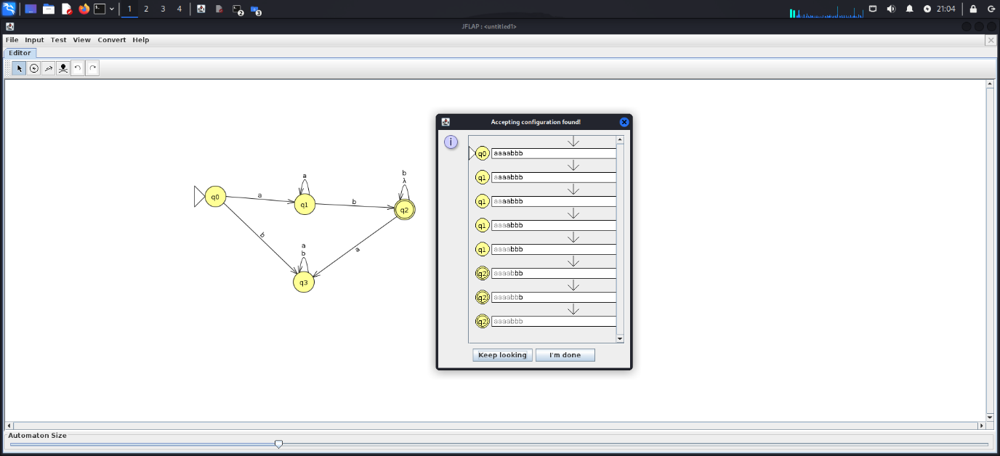 1 2 3 4 2 3 21:04
JFLAP : <untitled1>
File Input Test View Convert Help
Editor
Accepting configuration found!
i
q0 aaaabbb
q1 aaaabbb
q1 aaaabbb
q1 aaaabbb
q1 aaaabbb
q2 aaaabbb
q2 aaaabbb
q2 aaaabbb
Keep looking I'm done
b
a λ
q0 a q1 b q2
b a
a
b
q3
Automaton Size